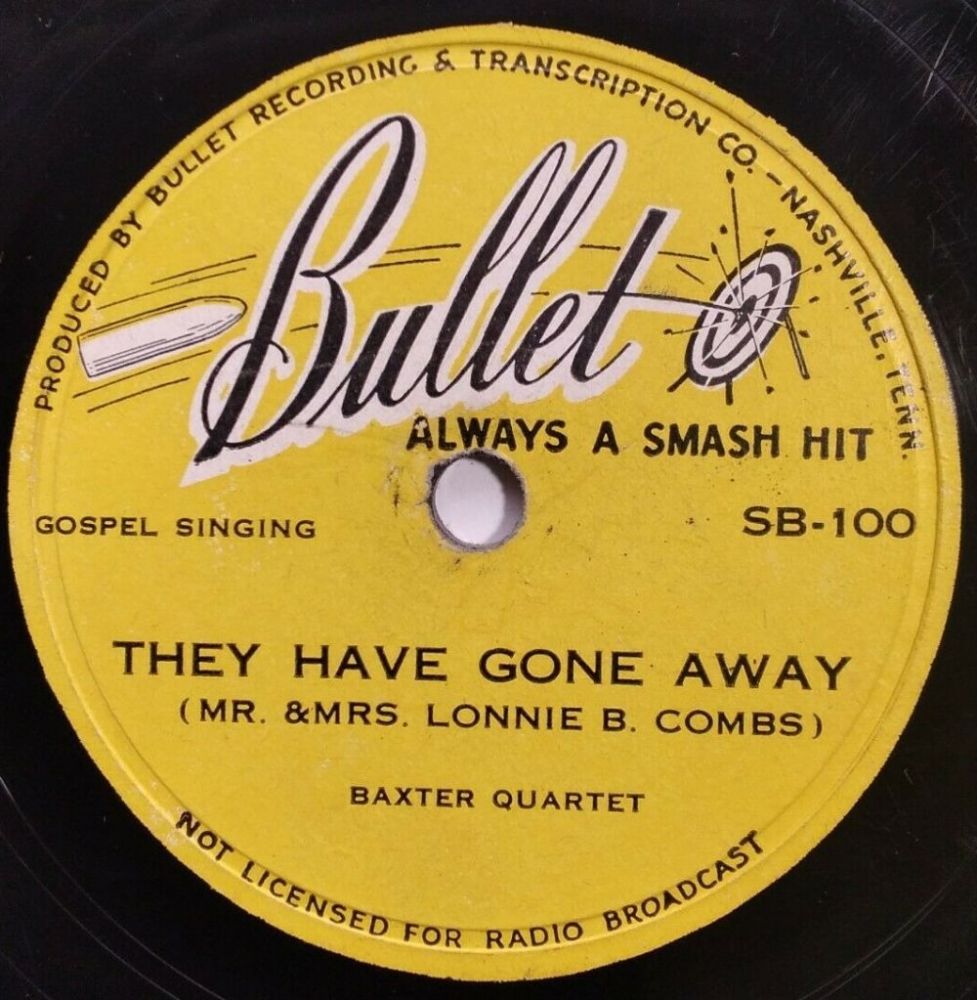 PRODUCED BY BULLET RECORDING & TRANSCRIPTION CO. - NASHVILLE, TENN.
Bullet
ALWAYS A SMASH HIT
GOSPEL SINGING
SB-100
THEY HAVE GONE AWAY
(MR. &MRS. LONNIE B. COMBS)
BAXTER QUARTET
NOT LICENSED FOR RADIO BROADCAST